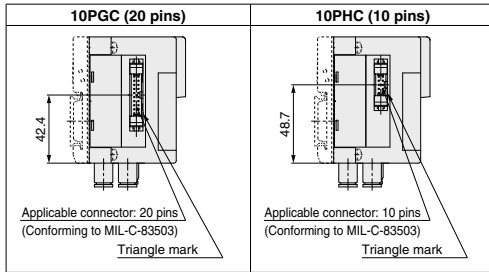 10PGC (20 pins)
42.4
Applicable connector: 20 pins
(Conforming to MIL-C-83503)
Triangle mark
10PHC (10 pins)
48.7
Applicable connector: 10 pins
(Conforming to MIL-C-83503)
Triangle mark